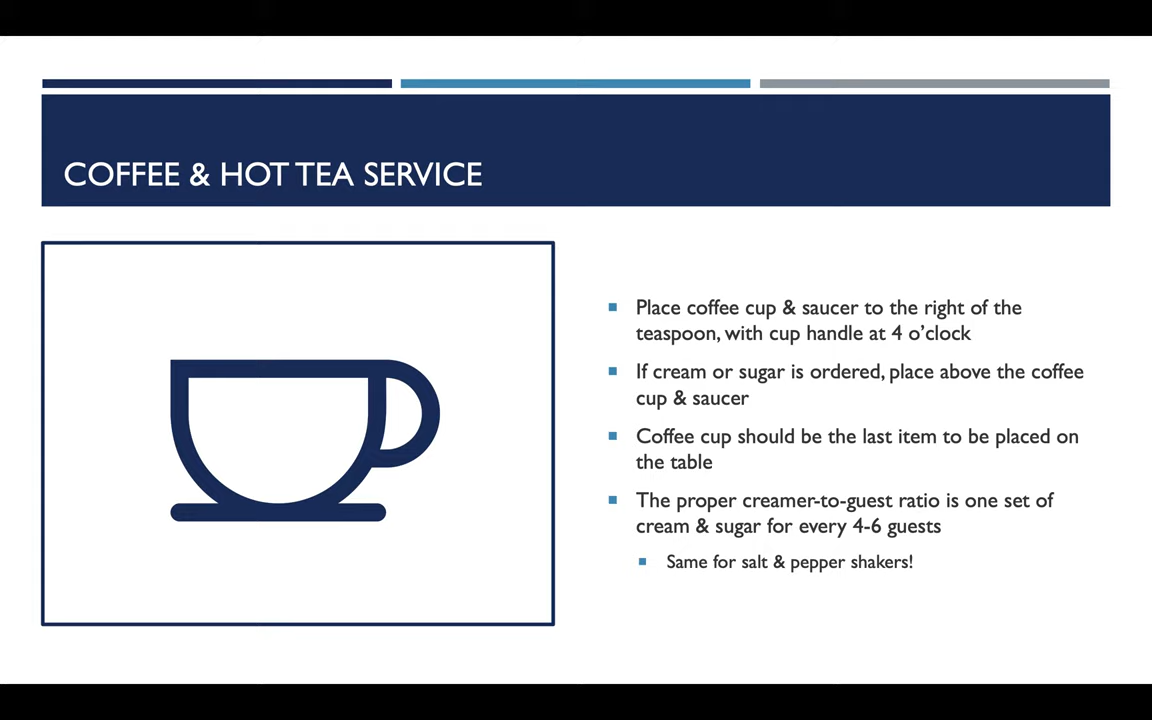 COFFEE & HOT TEA SERVICE
Place coffee cup & saucer to the right of the
teaspoon, with cup handle at 4 o’clock
If cream or sugar is ordered, place above the coffee
cup & saucer
Coffee cup should be the last item to be placed on
the table
The proper creamer-to-guest ratio is one set of
cream & sugar for every 4-6 guests
Same for salt & pepper shakers!